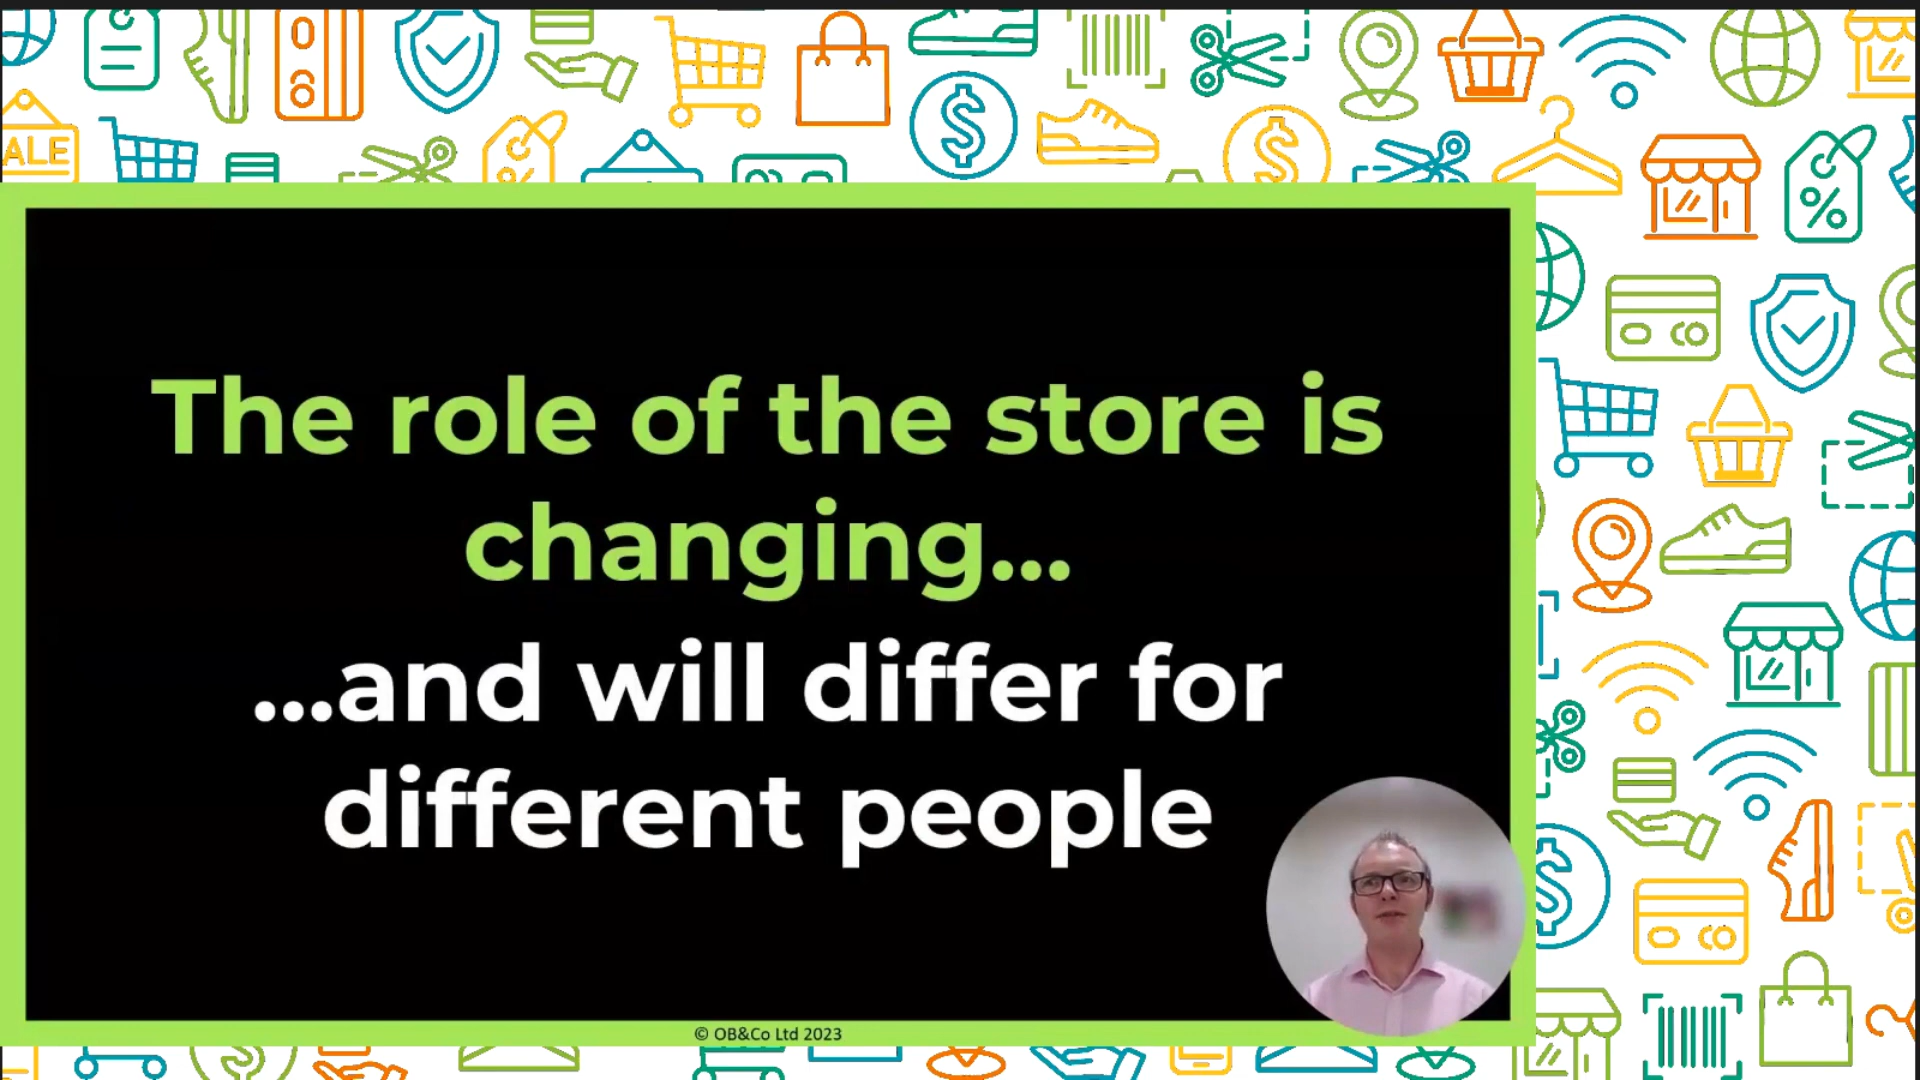 ALE
The role of the store is
changing...
...and will differ for
different people
© OB&Co Ltd 2023